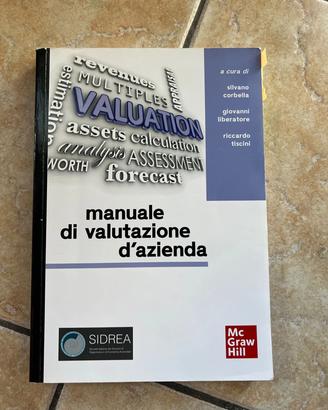 revenues
MULTIPLES
APPRAISAL
estimation
VALUATION
assets calculation
analysis ASSESSMENT
WORTH
forecast
a cura di
silvano
corbella
giovanni
liberatore
riccardo
tiscini
manuale
di valutazione
d'azienda
SIDREA
Mc
Graw
Hill